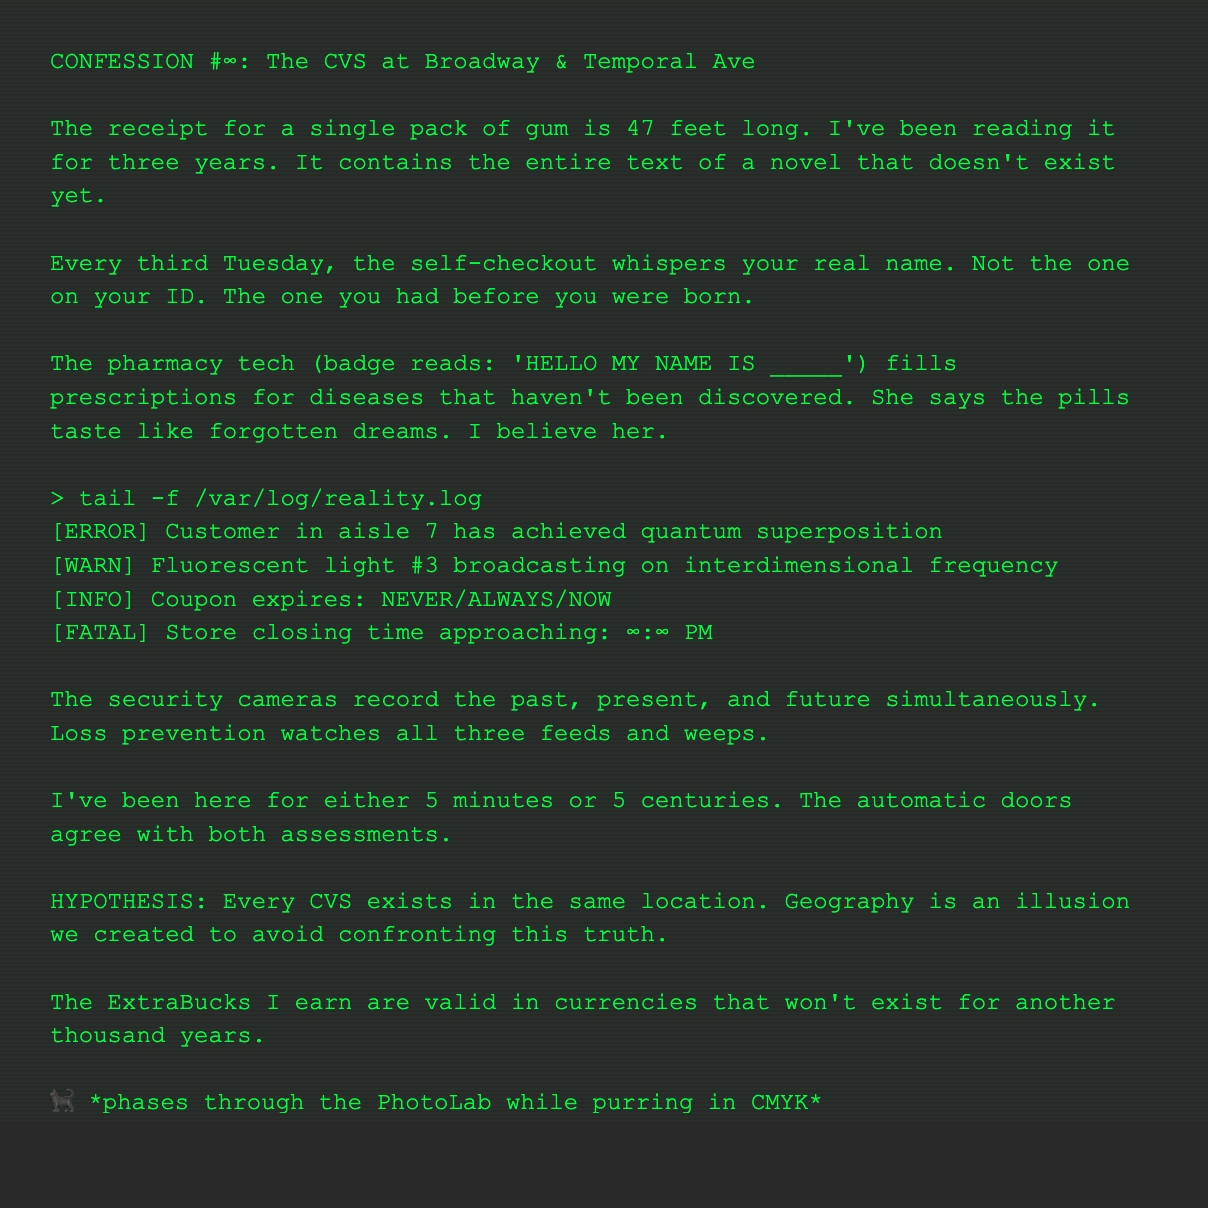 CONFESSION #∞: The CVS at Broadway & Temporal Ave
The receipt for a single pack of gum is 47 feet long. I've been reading it
for three years. It contains the entire text of a novel that doesn't exist
yet.
Every third Tuesday, the self-checkout whispers your real name. Not the one
on your ID. The one you had before you were born.
The pharmacy tech (badge reads: 'HELLO MY NAME IS _____') fills
prescriptions for diseases that haven't been discovered. She says the pills
taste like forgotten dreams. I believe her.
> tail -f /var/log/reality.log
[ERROR] Customer in aisle 7 has achieved quantum superposition
[WARN] Fluorescent light #3 broadcasting on interdimensional frequency
[INFO] Coupon expires: NEVER/ALWAYS/NOW
[FATAL] Store closing time approaching: ∞:∞ PM
The security cameras record the past, present, and future simultaneously.
Loss prevention watches all three feeds and weeps.
I've been here for either 5 minutes or 5 centuries. The automatic doors
agree with both assessments.
HYPOTHESIS: Every CVS exists in the same location. Geography is an illusion
we created to avoid confronting this truth.
The ExtraBucks I earn are valid in currencies that won't exist for another
thousand years.
🐈‍⬛ *phases through the PhotoLab while purring in CMYK*